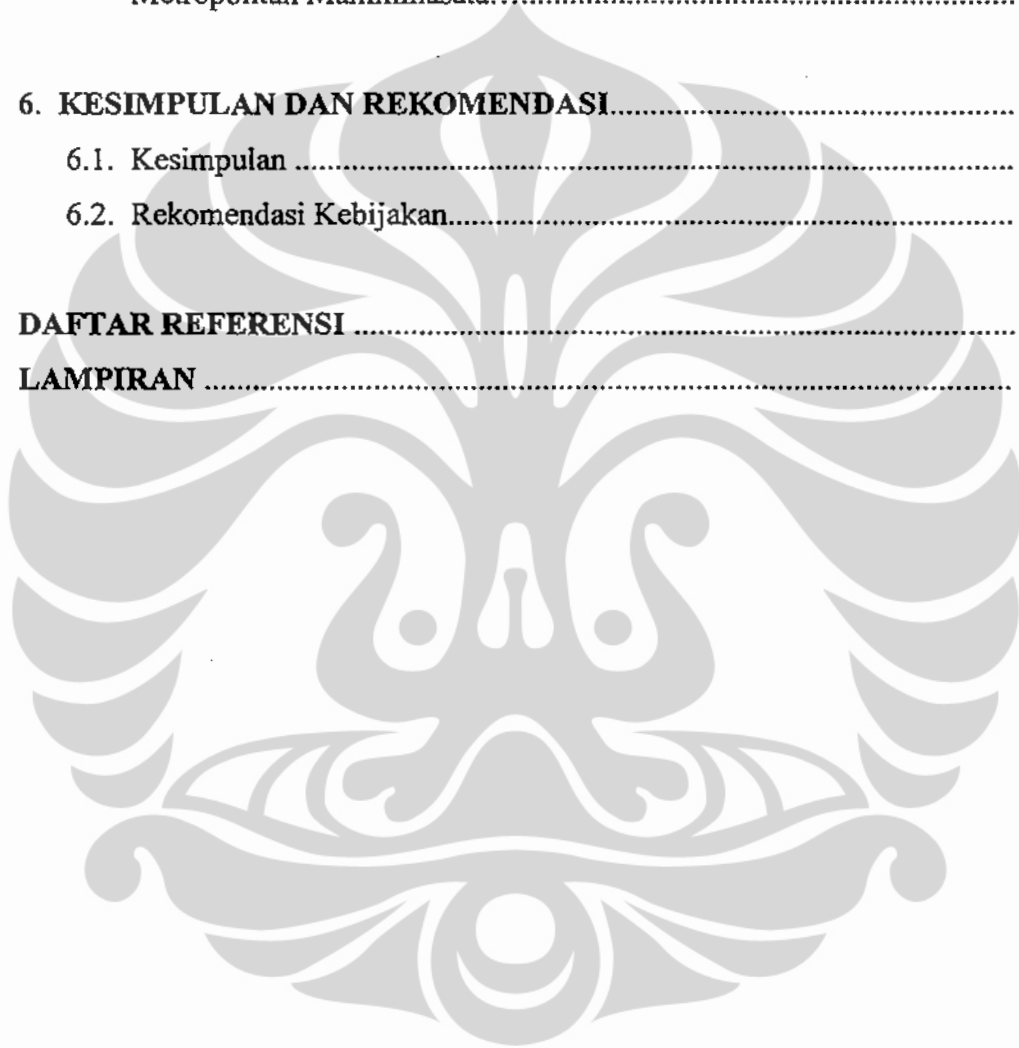 6. KESIMPULAN DAN REKOMENDASI
6.1. Kesimpulan
6.2. Rekomendasi Kebijakan
DAFTAR REFERENSI
LAMPIRAN